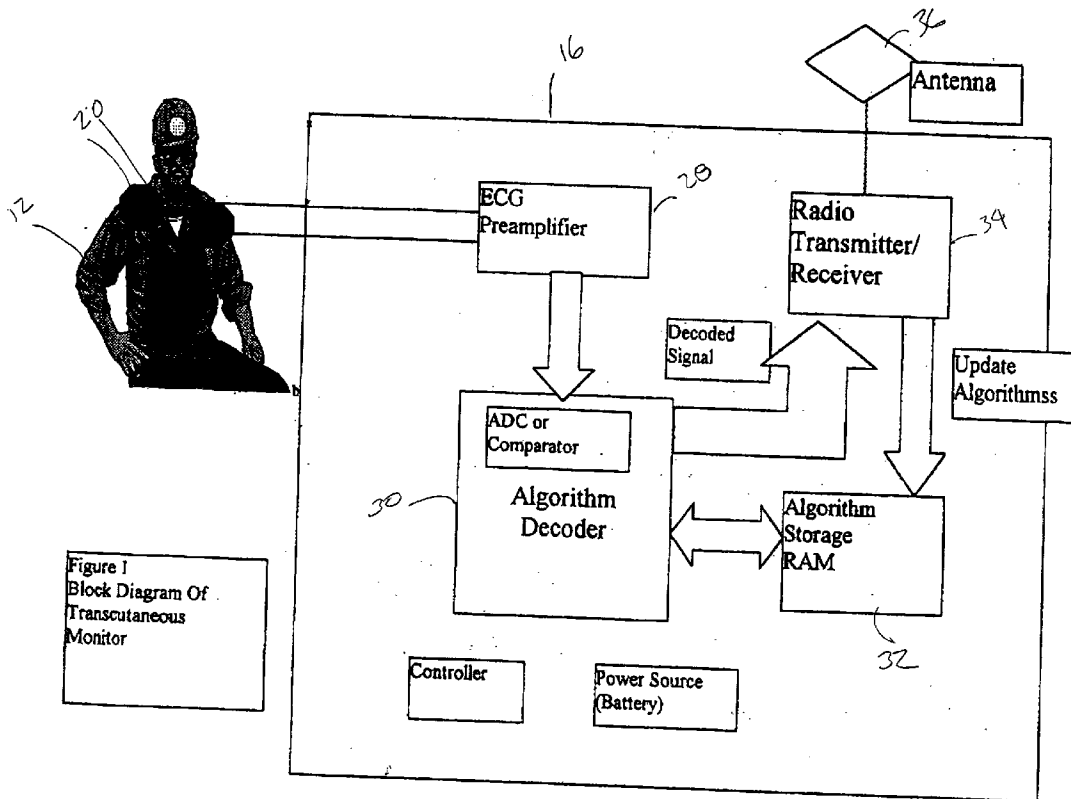 36
16
Antenna
20
ECG
Preamplifier
28
Radio
Transmitter/
Receiver
34
12
Decoded
Signal
Update
Algorithmss
b
ADC or
Comparator
30
Algorithm
Decoder
Algorithm
Storage
RAM
32
Figure I
Block Diagram Of
Transcutaneous
Monitor
Controller
Power Source
(Battery)